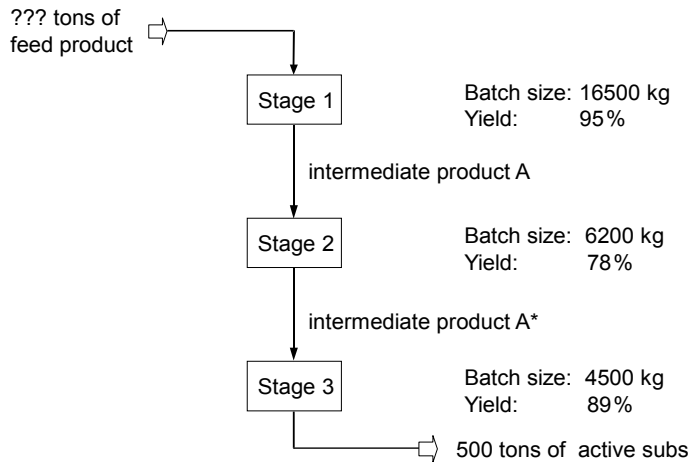 ??? tons of
feed product
Stage 1
Batch size: 16500 kg
Yield: 95%
intermediate product A
Stage 2
Batch size: 6200 kg
Yield: 78%
intermediate product A*
Stage 3
Batch size: 4500 kg
Yield: 89%
500 tons of active subs